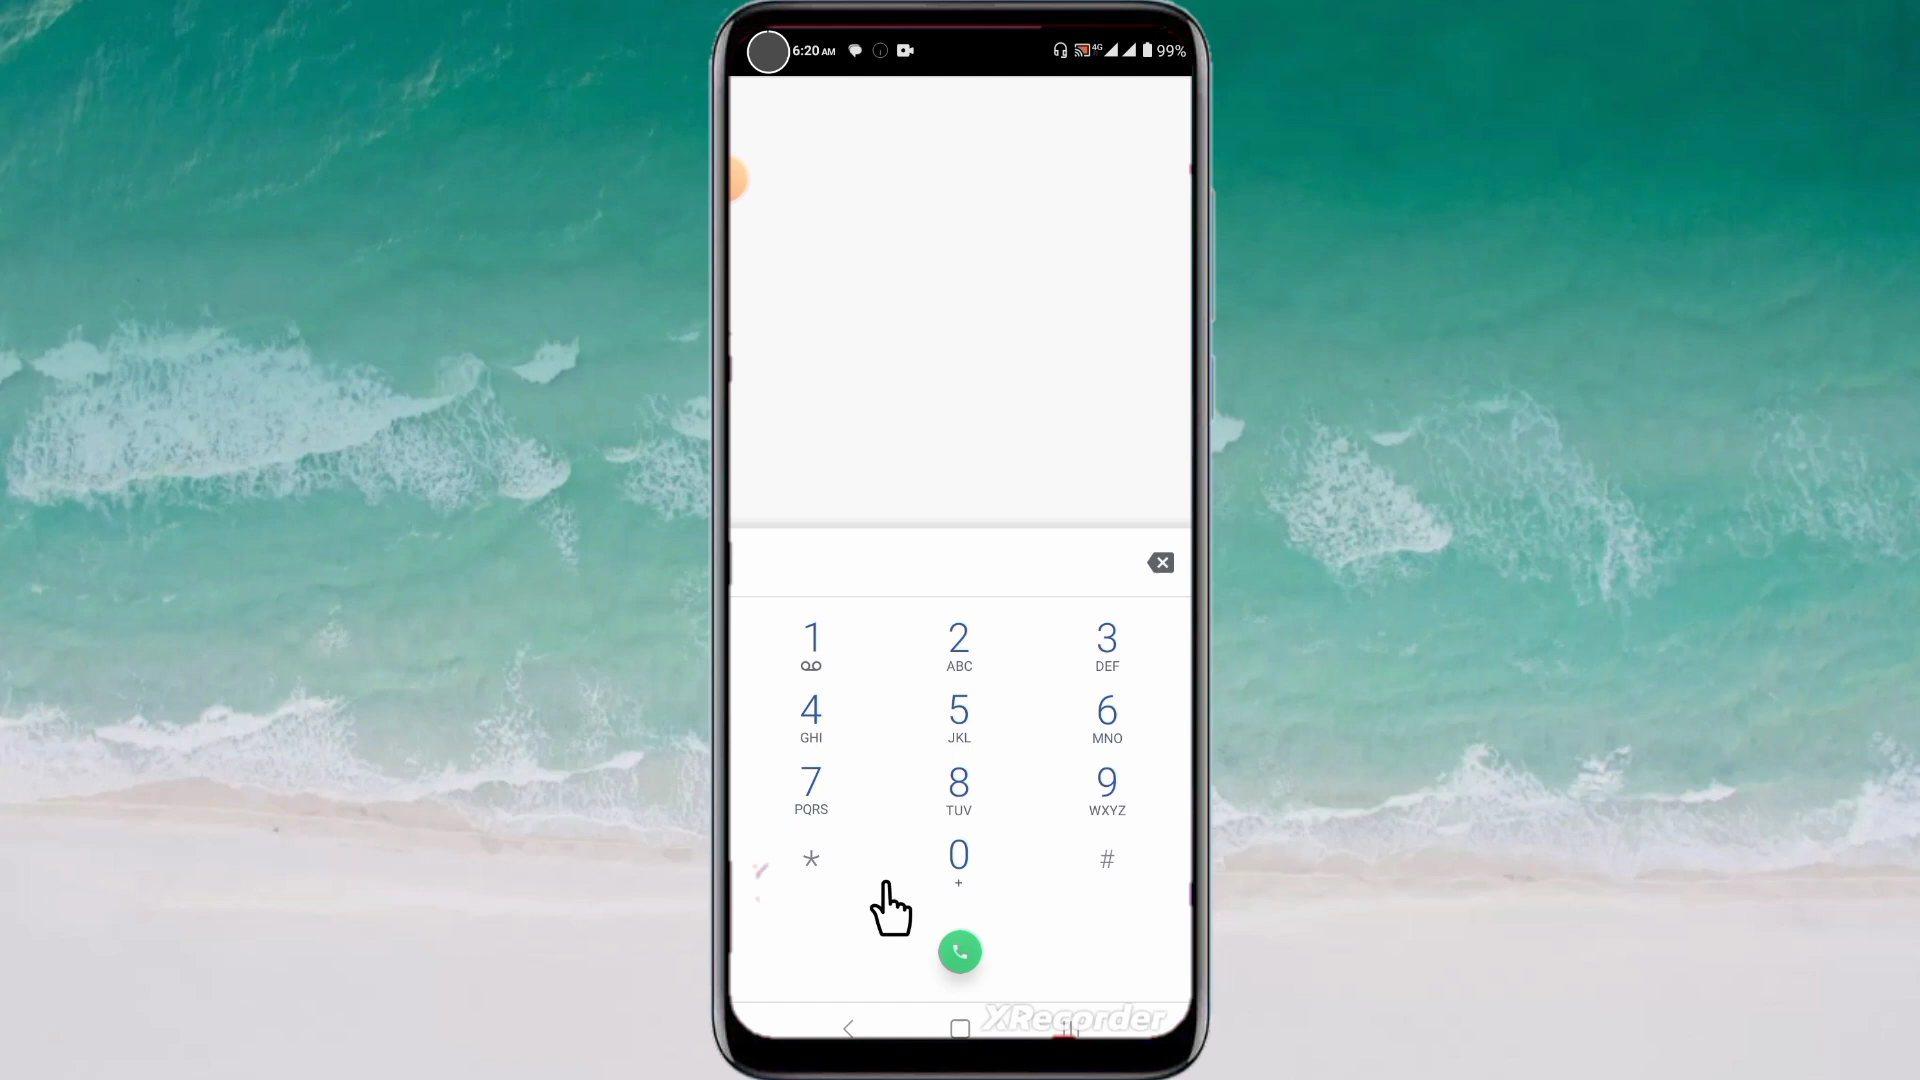 6:20 AM 4G 99%
1 2 3
ABC DEF
4 5 6
GHI JKL MNO
7 8 9
PQRS TUV WXYZ
* 0 #
+
XRecorder